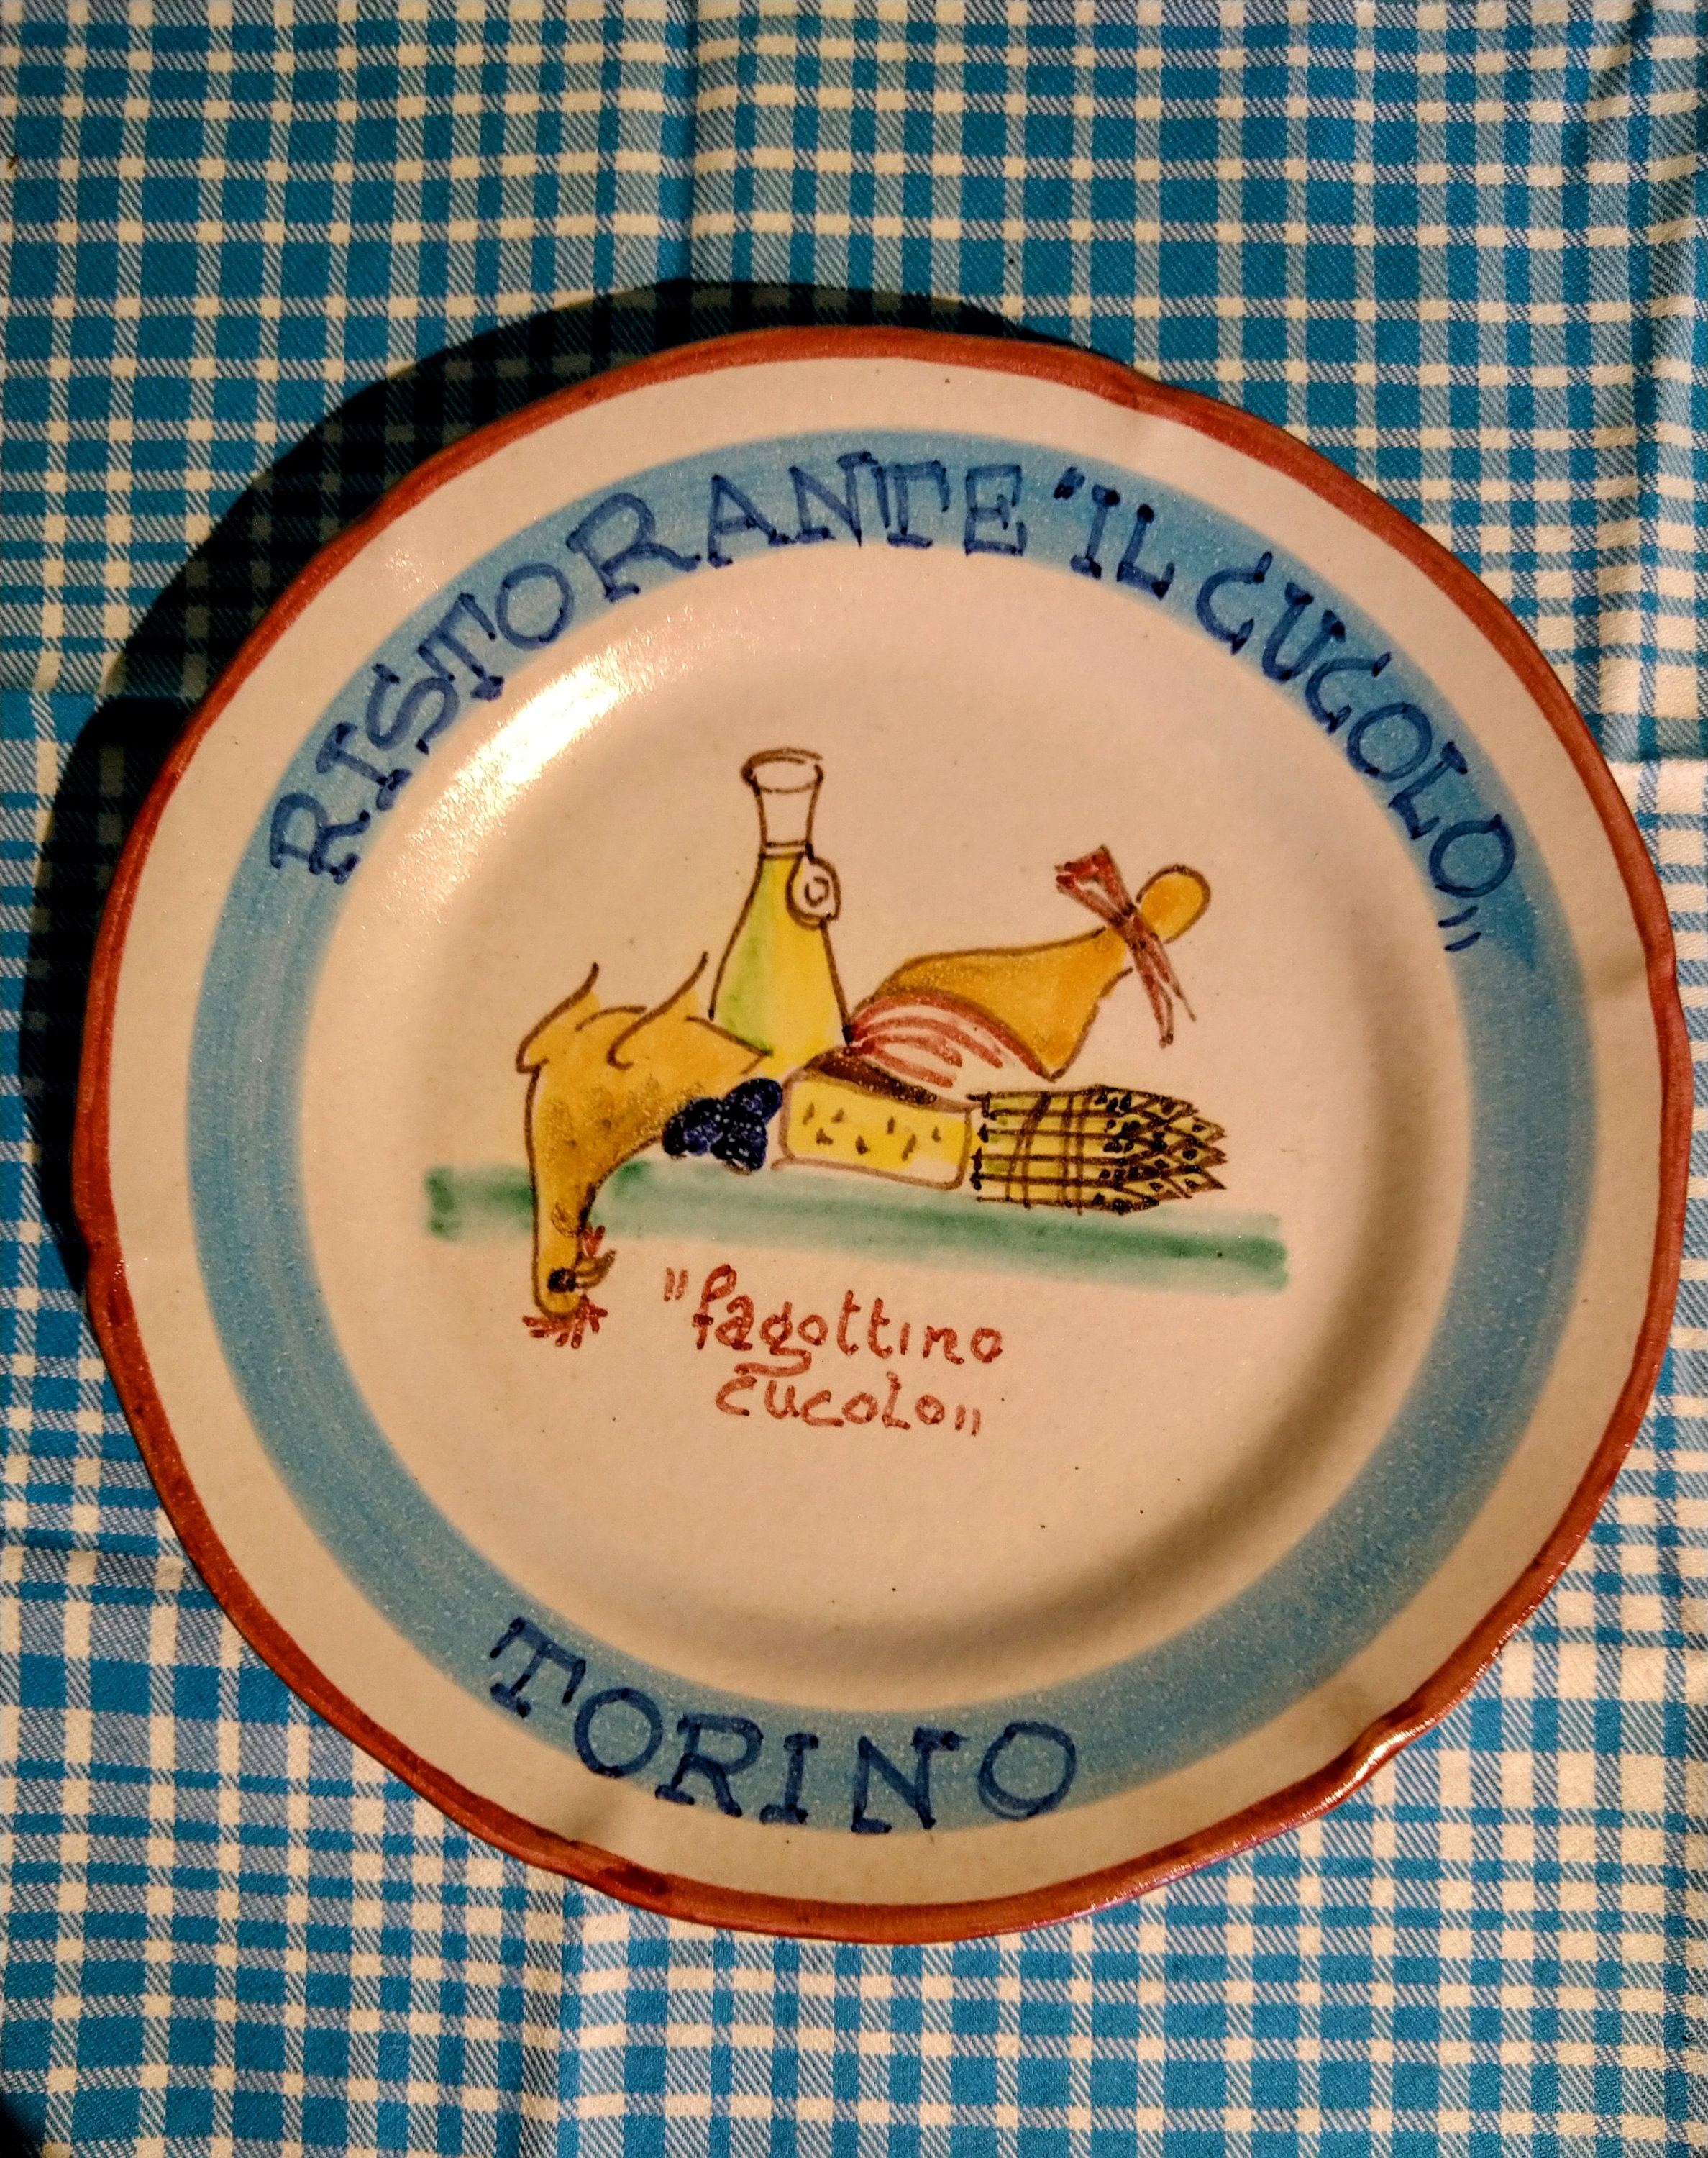 RISTORANTE "IL CUCOLO"
"fagottino
cucolo"
TORINO